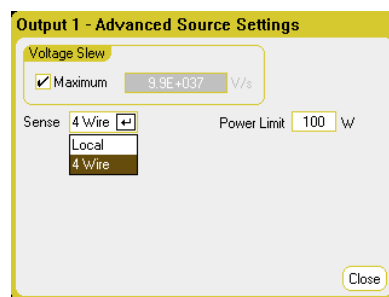 Output 1 - Advanced Source Settings
Voltage Slew
Maximum 9.9E+037 V/s
Sense 4 Wire Power Limit 100 W
Local
4 Wire
Close